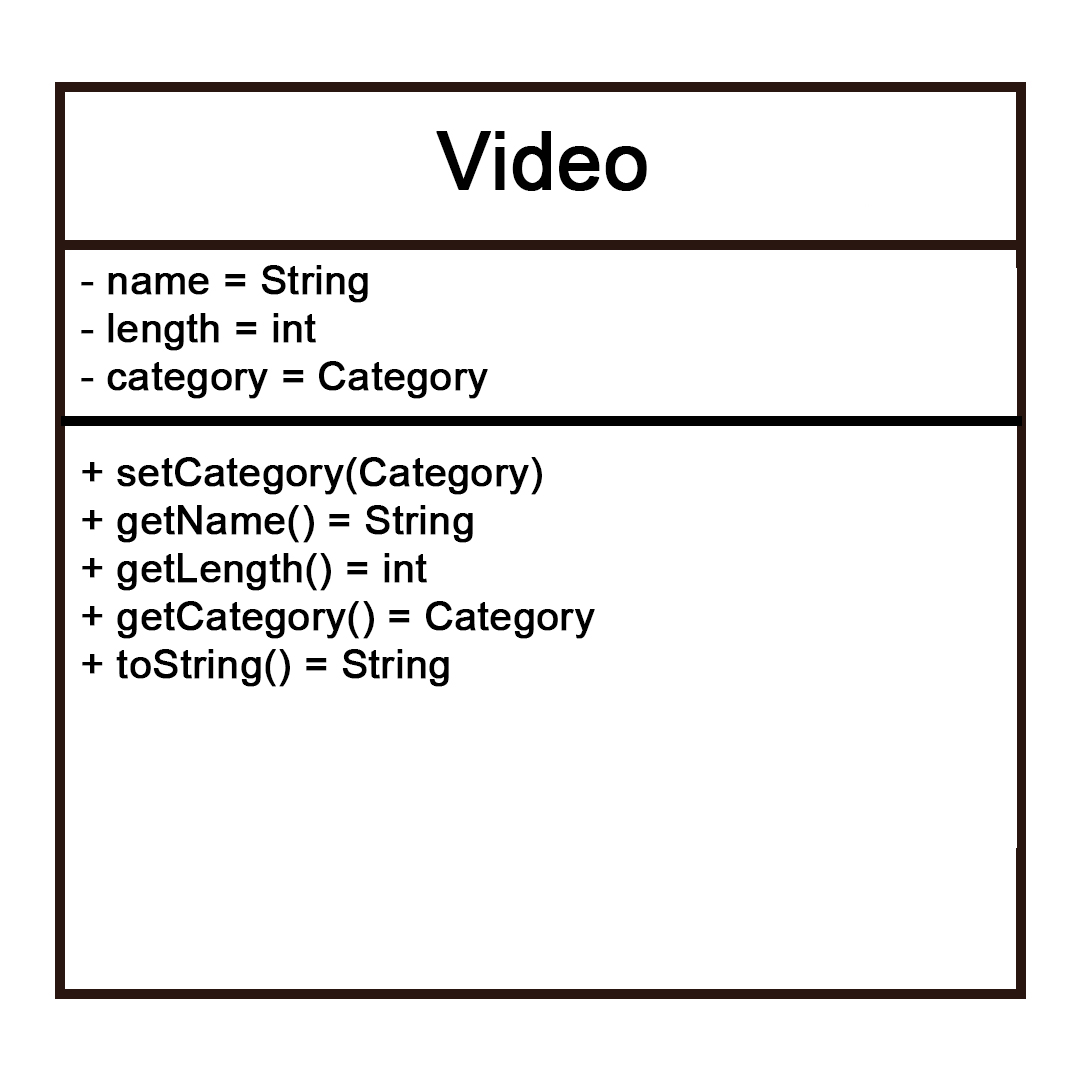 Video
- name = String
- length = int
- category = Category
+ setCategory(Category)
+ getName() = String
+ getLength() = int
+ getCategory() = Category
+ toString() = String